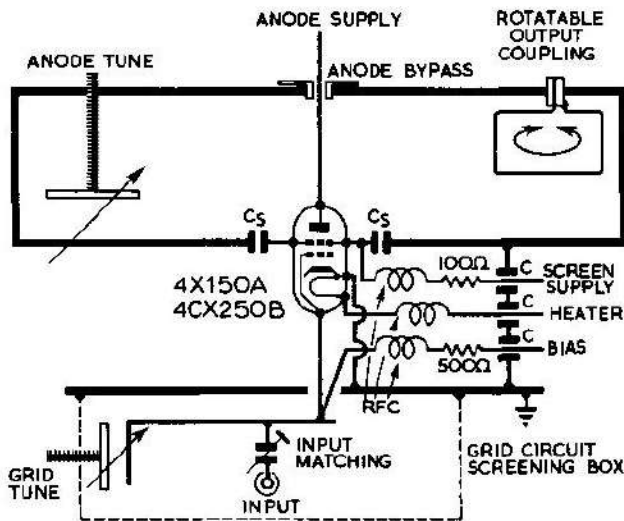 ANODE SUPPLY
ROTATABLE
OUTPUT
COUPLING
ANODE TUNE
ANODE BYPASS
Cs
Cs
4X150A
4CX250B
100Ω
C
SCREEN
SUPPLY
C
HEATER
C
BIAS
500Ω
RFC
GRID
TUNE
INPUT
MATCHING
INPUT
GRID CIRCUIT
SCREENING BOX